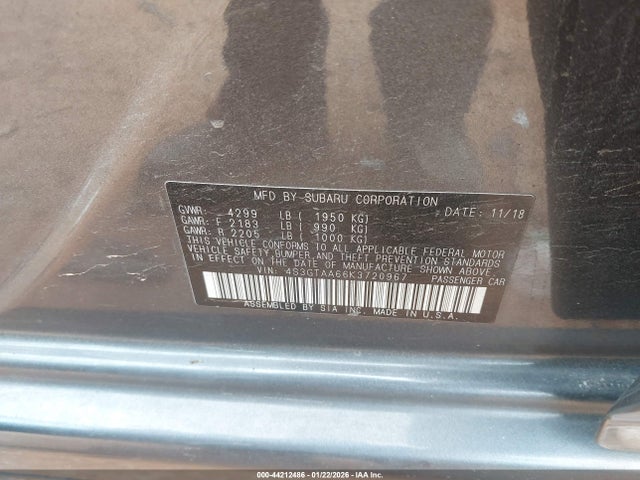 MFD BY SUBARU CORPORATION
GVWR: 4299 LB ( 1950 KG) DATE: 11/18
GAWR: F 2183 LB ( 990 KG)
GAWR: R 2205 LB ( 1000 KG)
THIS VEHICLE CONFORMS TO ALL APPLICABLE FEDERAL MOTOR
VEHICLE SAFETY,BUMPER, AND THEFT PREVENTION STANDARDS
IN EFFECT ON THE DATE OF MANUFACTURE SHOWN ABOVE.
VIN: 4S3GTAA66K3720967 PASSENGER CAR
ASSEMBLED BY SIA INC. MADE IN U.S.A.
000-44212486 - 01/22/2026 - IAA, Inc.